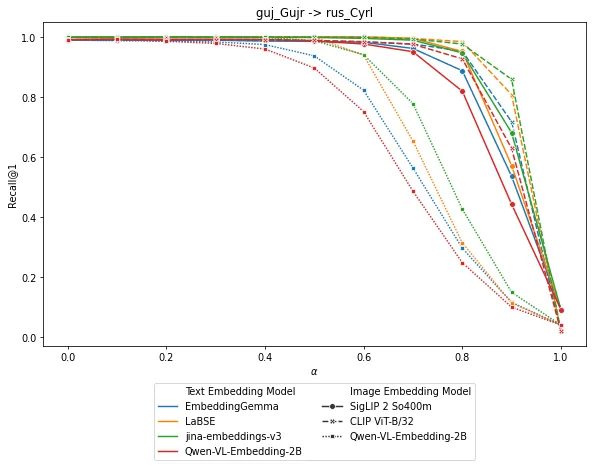 guj_Gujr -> rus_Cyrl
Recall@1
1.0
0.8
0.6
0.4
0.2
0.0
0.0 0.2 0.4 0.6 0.8 1.0
α
Text Embedding Model
EmbeddingGemma
LaBSE
jina-embeddings-v3
Qwen-VL-Embedding-2B
Image Embedding Model
SigLIP 2 So400m
CLIP ViT-B/32
Qwen-VL-Embedding-2B